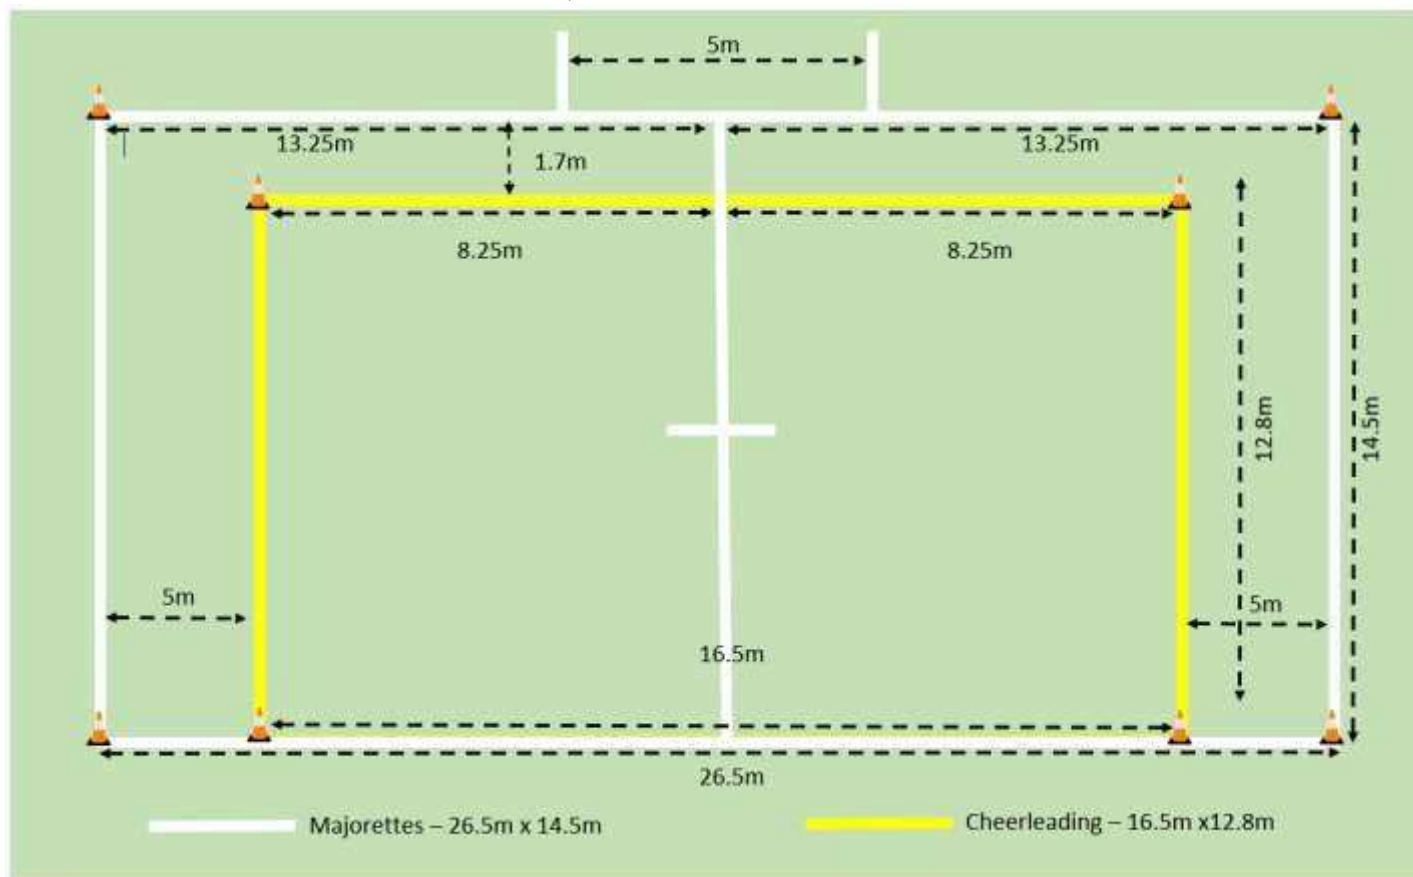 5m
13.25m
13.25m
1.7m
8.25m
8.25m
12.8m
14.5m
5m
5m
16.5m
26.5m
Majorettes – 26.5m x 14.5m
Cheerleading – 16.5m x12.8m